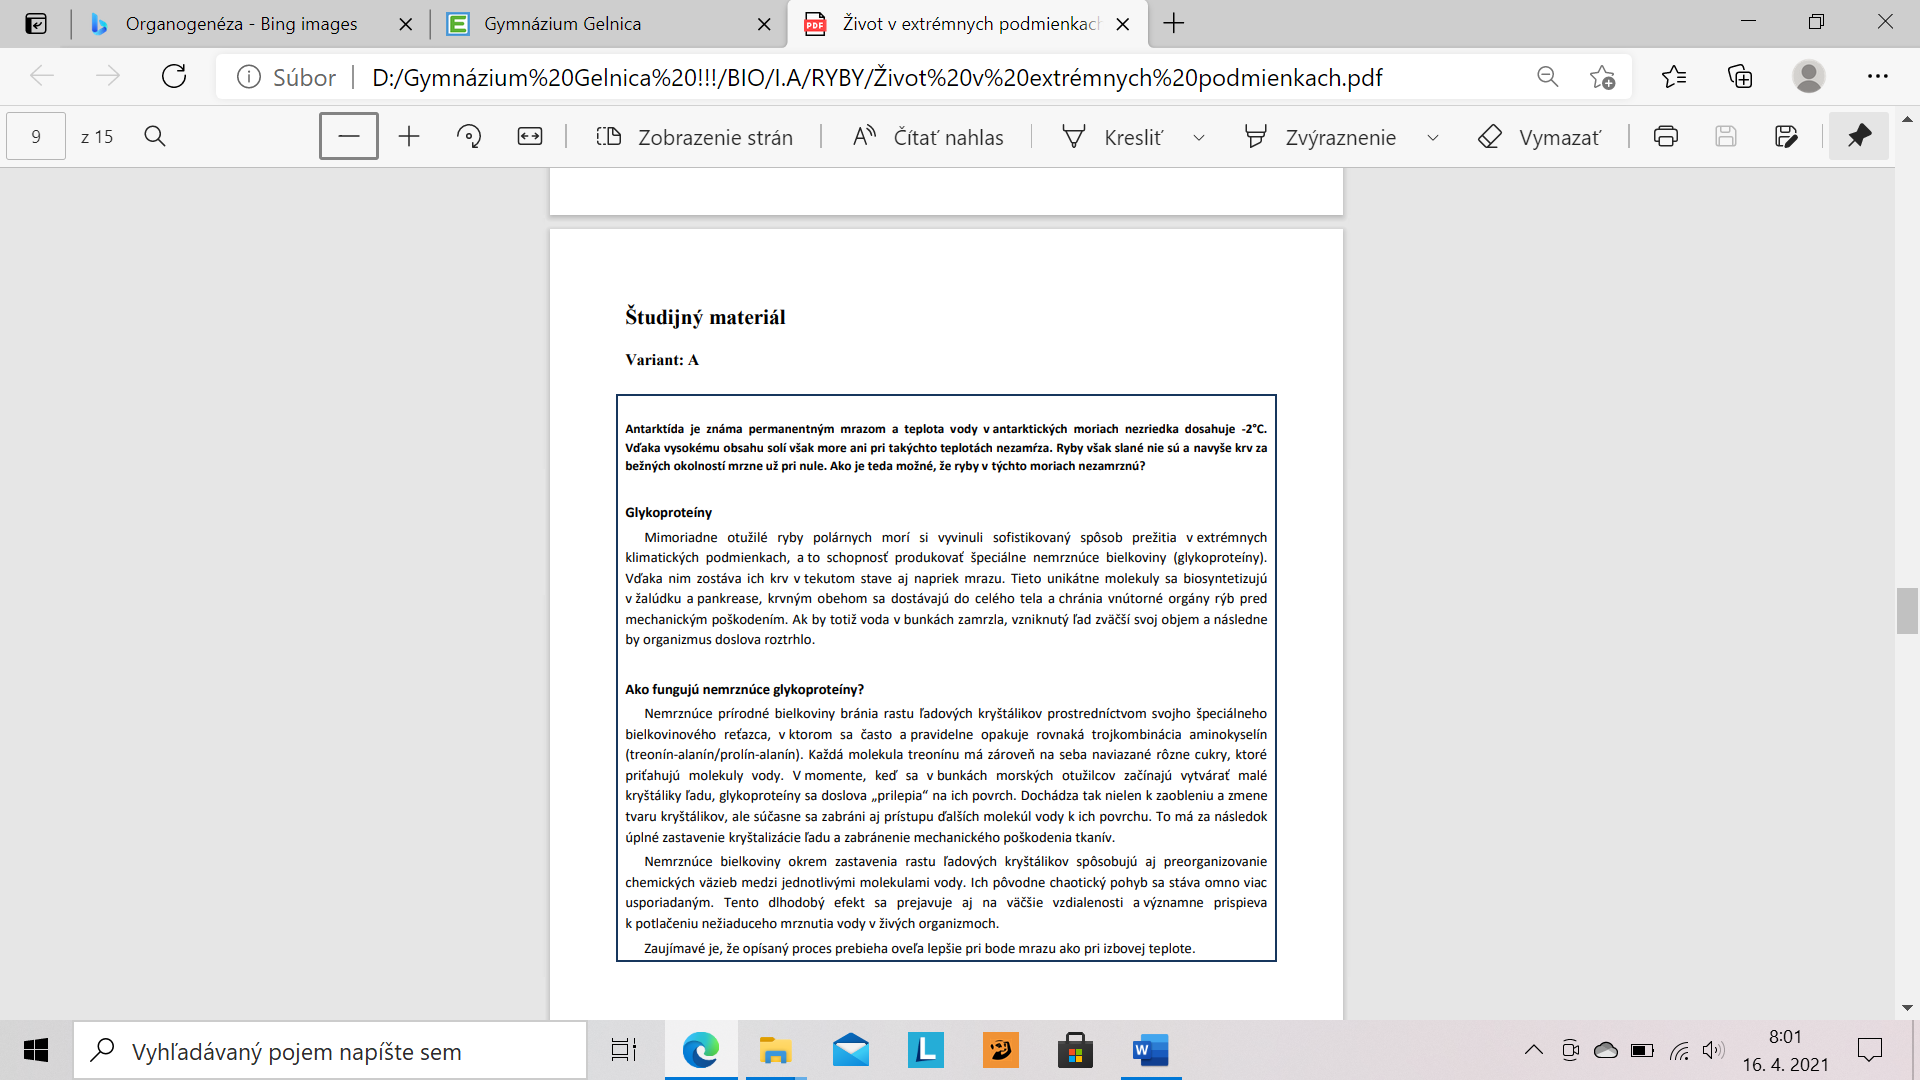 Organogenéza - Bing images
Gymnázium Gelnica
Život v extrémnych podmienkach
Súbor
D:/Gymnázium%20Gelnica%20!!!/BIO/I.A/RYBY/Život%20v%20extrémnych%20podmienkach.pdf
9 z 15
Zobrazenie strán
Čítať nahlas
Kresliť
Zvýraznenie
Vymazať
Študijný materiál
Variant: A
Antarktída je známa permanentným mrazom a teplota vody v antarktických moriach nezriedka dosahuje -2°C.
Vďaka vysokému obsahu solí však more ani pri takýchto teplotách nezamŕza. Ryby však slané nie sú a navyše krv za
bežných okolností mrzne už pri nule. Ako je teda možné, že ryby v týchto moriach nezamrznú?
Glykoproteíny
Mimoriadne otužilé ryby polárnych morí si vyvinuli sofistikovaný spôsob prežitia v extrémnych
klimatických podmienkach, a to schopnosť produkovať špeciálne nemrznúce bielkoviny (glykoproteíny).
Vďaka nim zostáva ich krv v tekutom stave aj napriek mrazu. Tieto unikátne molekuly sa biosyntetizujú
v žalúdku a pankrease, krvným obehom sa dostávajú do celého tela a chránia vnútorné orgány rýb pred
mechanickým poškodením. Ak by totiž voda v bunkách zamrzla, vzniknutý ľad zväčší svoj objem a následne
by organizmus doslova roztrhlo.
Ako fungujú nemrznúce glykoproteíny?
Nemrznúce prírodné bielkoviny bránia rastu ľadových kryštálikov prostredníctvom svojho špeciálneho
bielkovinového reťazca, v ktorom sa často a pravidelne opakuje rovnaká trojkombinácia aminokyselín
(treonín-alanín/prolín-alanín). Každá molekula treonínu má zároveň na seba naviazané rôzne cukry, ktoré
priťahujú molekuly vody. V momente, keď sa v bunkách morských otužilcov začínajú vytvárať malé
kryštáliky ľadu, glykoproteíny sa doslova „prilepia“ na ich povrch. Dochádza tak nielen k zaobleniu a zmene
tvaru kryštálikov, ale súčasne sa zabráni aj prístupu ďalších molekúl vody k ich povrchu. To má za následok
úplné zastavenie kryštalizácie ľadu a zabránenie mechanického poškodenia tkanív.
Nemrznúce bielkoviny okrem zastavenia rastu ľadových kryštálikov spôsobujú aj preorganizovanie
chemických väzieb medzi jednotlivými molekulami vody. Ich pôvodne chaotický pohyb sa stáva omno viac
usporiadaným. Tento dlhodobý efekt sa prejavuje aj na väčšie vzdialenosti a významne prispieva
k potlačeniu nežiaduceho mrznutia vody v živých organizmoch.
Zaujímavé je, že opísaný proces prebieha oveľa lepšie pri bode mrazu ako pri izbovej teplote.
Vyhľadávaný pojem napíšte sem
8:01
16. 4. 2021